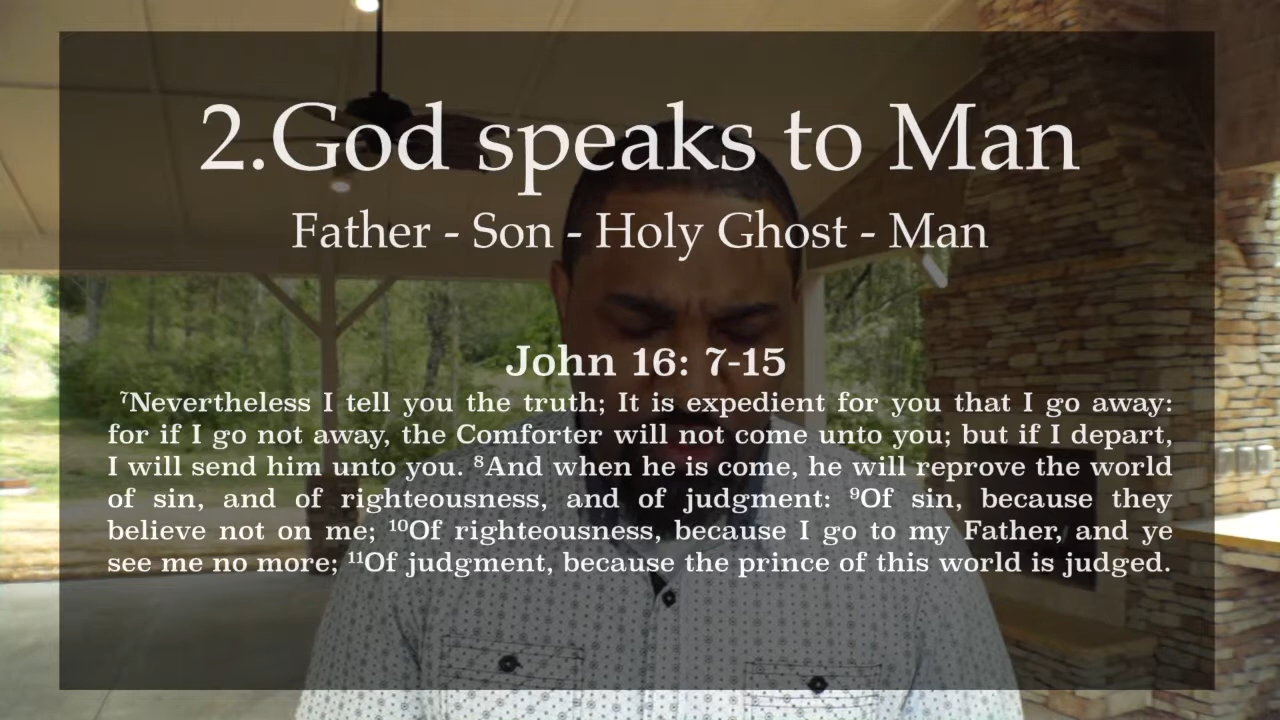 2.God speaks to Man
Father - Son - Holy Ghost - Man
John 16: 7-15
⁷Nevertheless I tell you the truth; It is expedient for you that I go away:
for if I go not away, the Comforter will not come unto you; but if I depart,
I will send him unto you. ⁸And when he is come, he will reprove the world
of sin, and of righteousness, and of judgment: ⁹Of sin, because they
believe not on me; ¹⁰Of righteousness, because I go to my Father, and ye
see me no more; ¹¹Of judgment, because the prince of this world is judged.